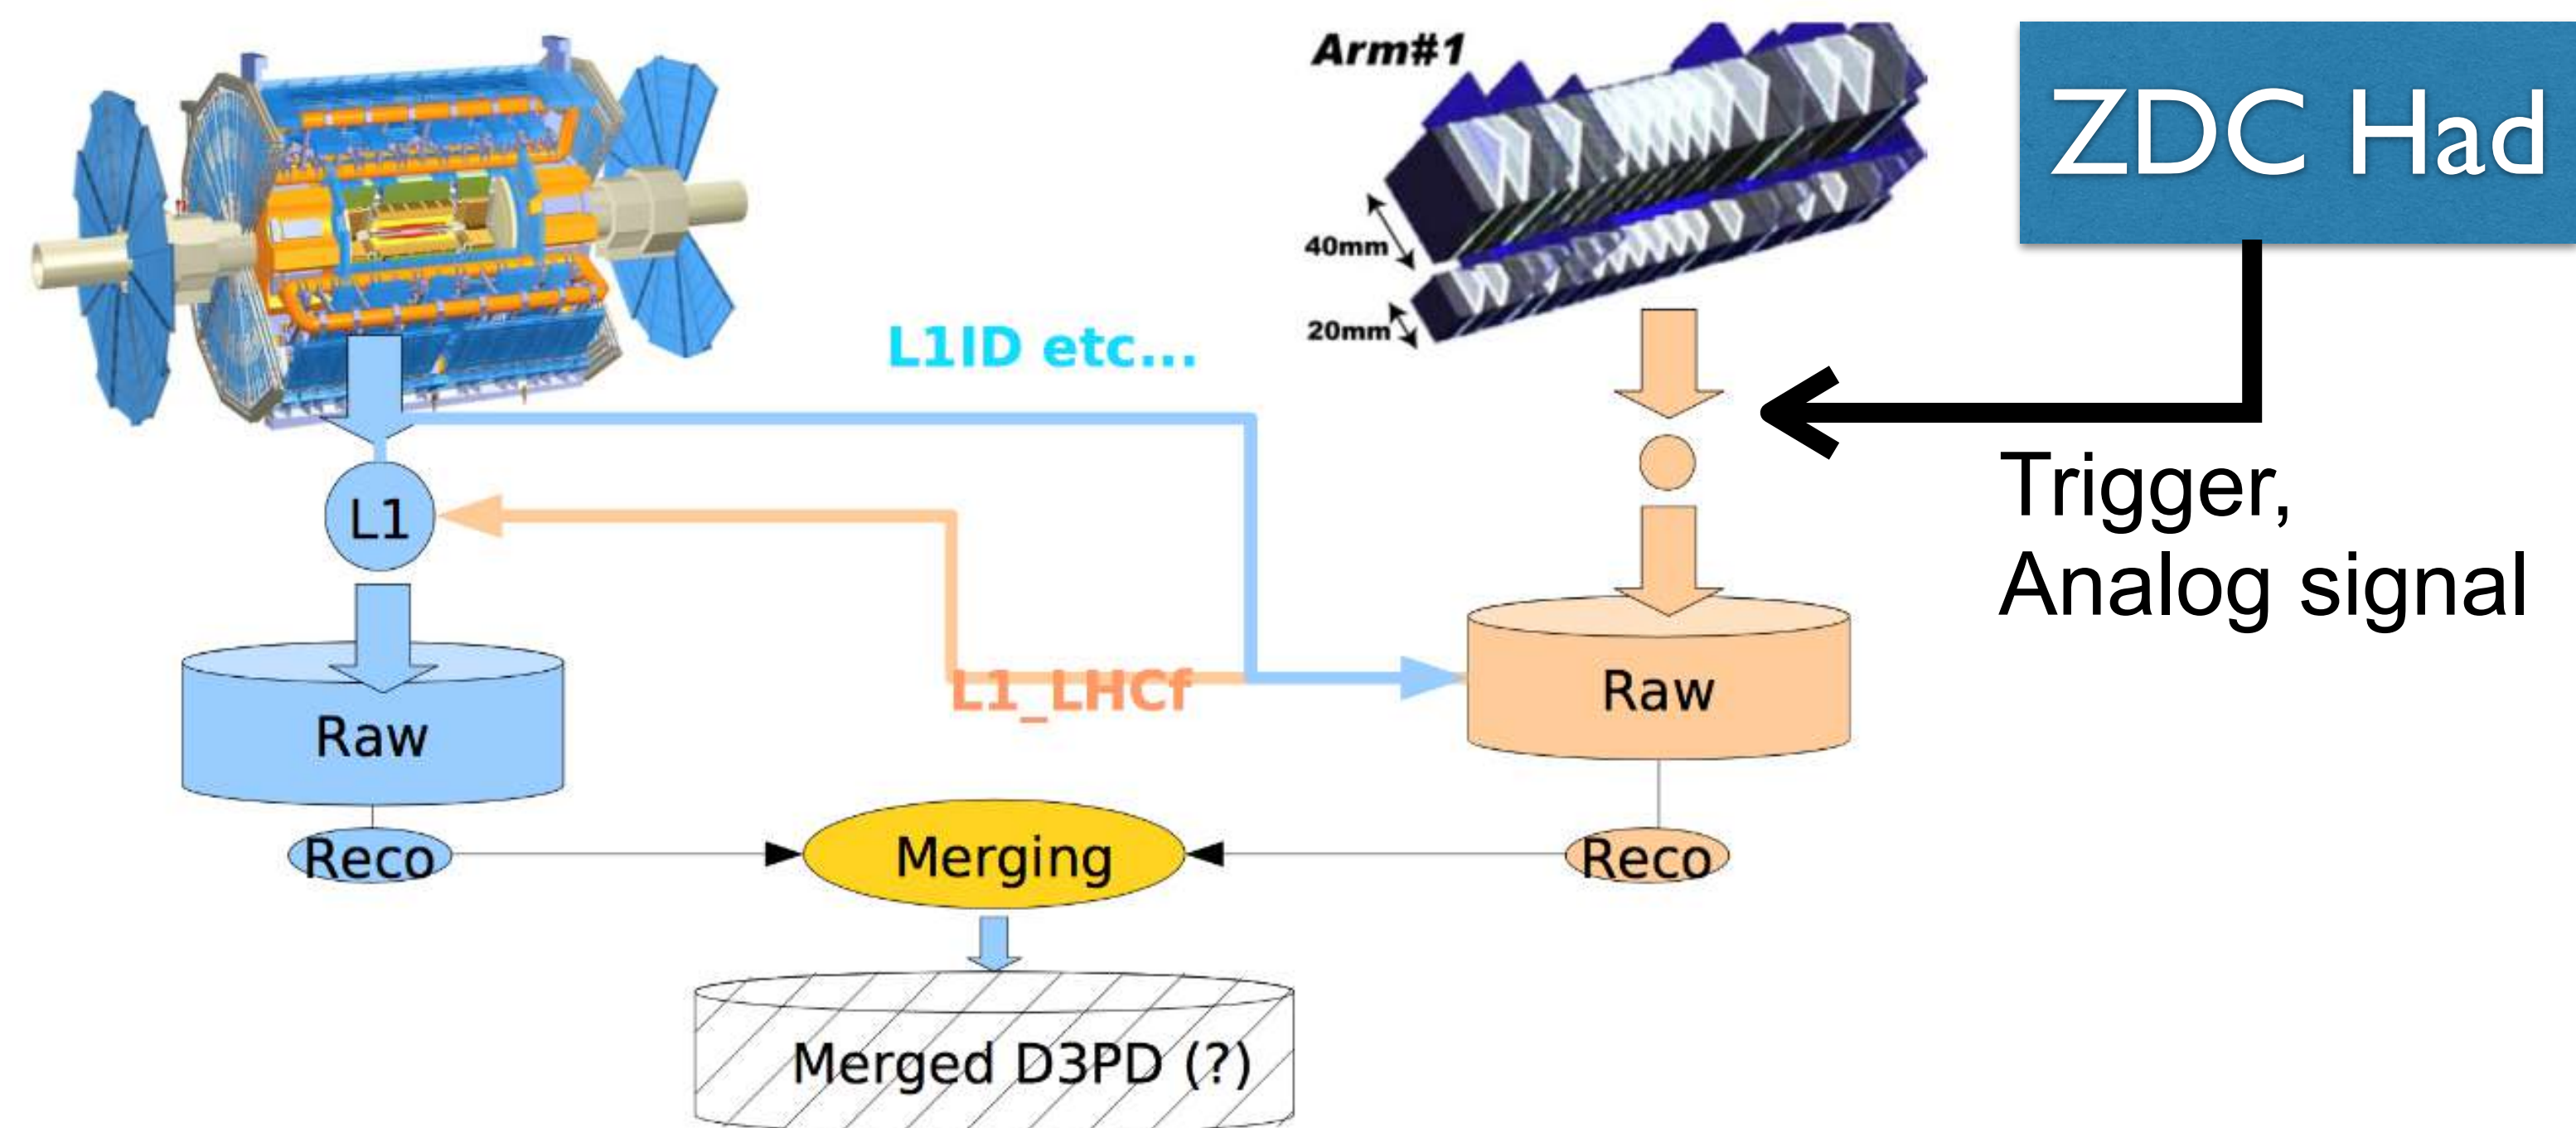 Arm#1
ZDC Had
40mm
20mm
L1ID etc...
Trigger,
Analog signal
L1
L1_LHCf
Raw
Raw
Reco
Merging
Reco
Merged D3PD (?)